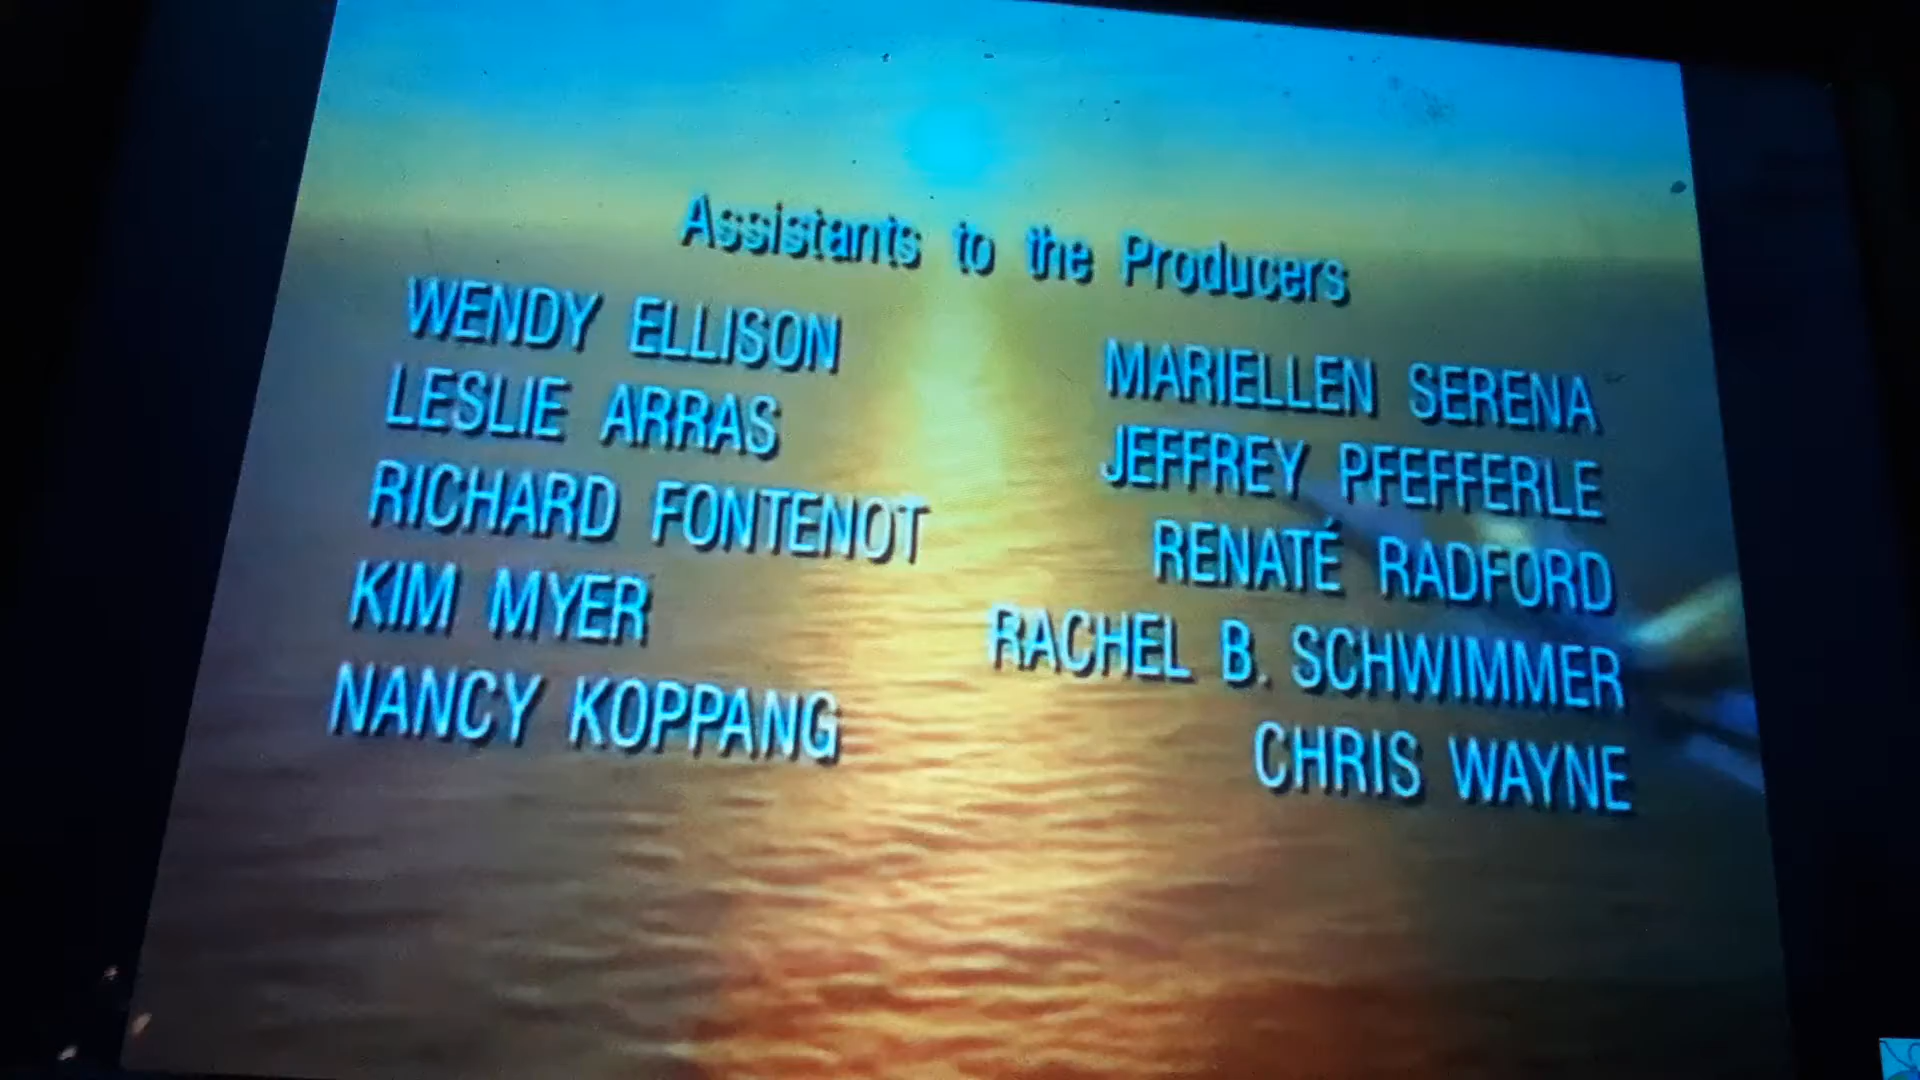 Assistants to the Producers
WENDY ELLISON
LESLIE ARRAS
RICHARD FONTENOT
KIM MYER
NANCY KOPPANG
MARIELLEN SERENA
JEFFREY PFEFFERLE
RENATÉ RADFORD
RACHEL B. SCHWIMMER
CHRIS WAYNE